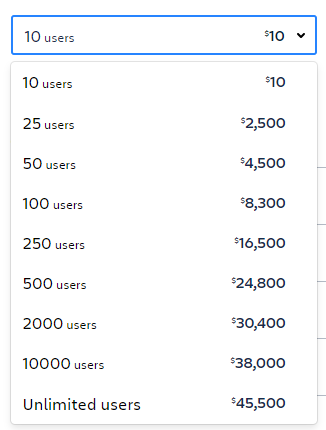 10 users $10
10 users $10
25 users $2,500
50 users $4,500
100 users $8,300
250 users $16,500
500 users $24,800
2000 users $30,400
10000 users $38,000
Unlimited users $45,500